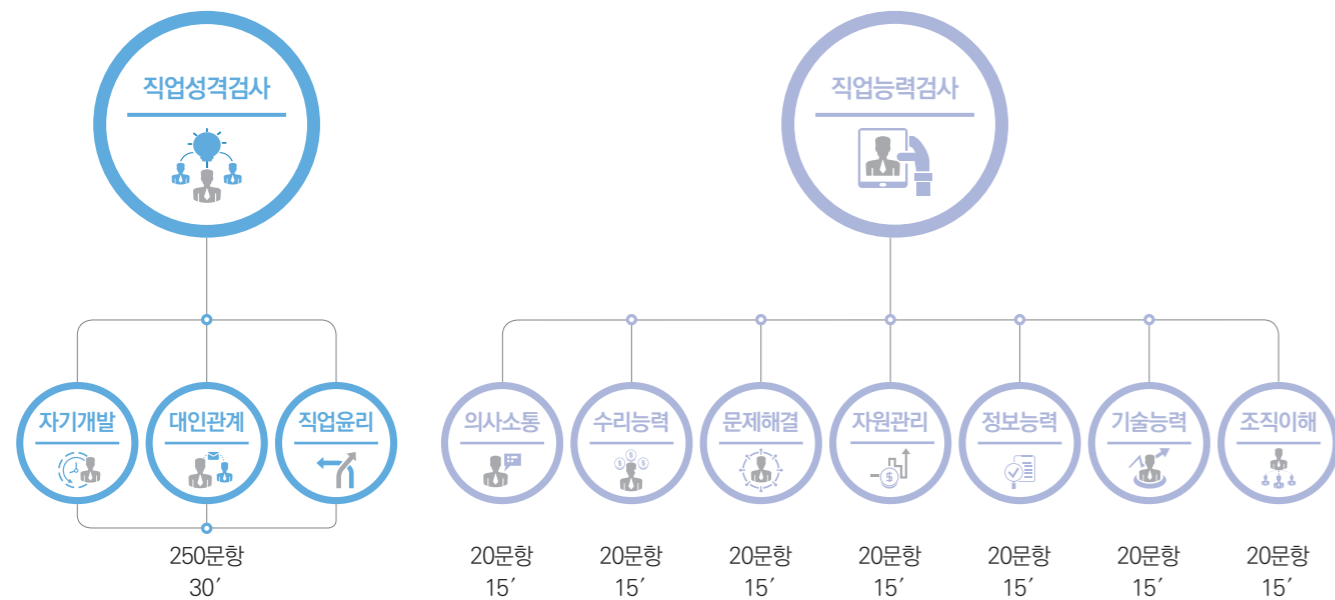 직업성격검사
직업능력검사
자기개발
대인관계
직업윤리
의사소통
수리능력
문제해결
자원관리
정보능력
기술능력
조직이해
250문항
30′
20문항
15′
20문항
15′
20문항
15′
20문항
15′
20문항
15′
20문항
15′
20문항
15′